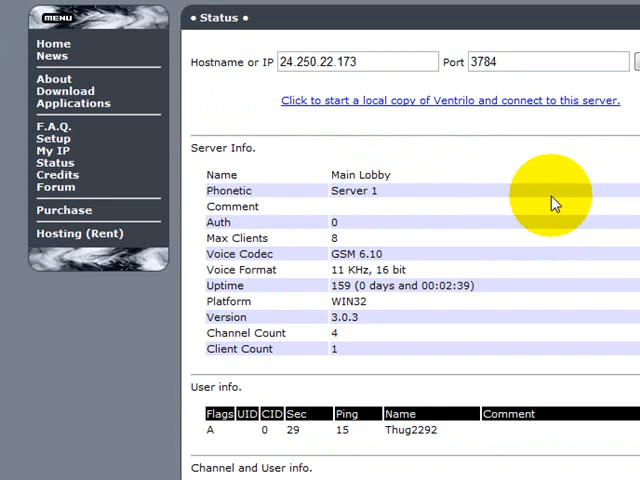 MENU
Home
News
About
Download
Applications
F.A.Q.
Setup
My IP
Status
Credits
Forum
Purchase
Hosting (Rent)
• Status •
Hostname or IP 24.250.22.173 Port 3784
Click to start a local copy of Ventrilo and connect to this server.
Server Info.
Name Main Lobby
Phonetic Server 1
Comment
Auth 0
Max Clients 8
Voice Codec GSM 6.10
Voice Format 11 KHz, 16 bit
Uptime 159 (0 days and 00:02:39)
Platform WIN32
Version 3.0.3
Channel Count 4
Client Count 1
User info.
Flags UID CID Sec Ping Name Comment
A 0 29 15 Thug2292
Channel and User info.